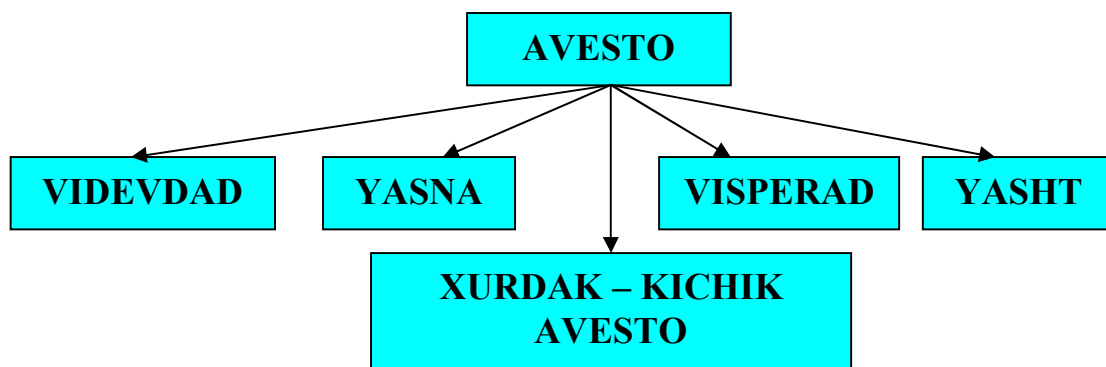 AVESTO
VIDEVDAD
YASNA
VISPERAD
YASHT
XURDAK – KICHIK
AVESTO